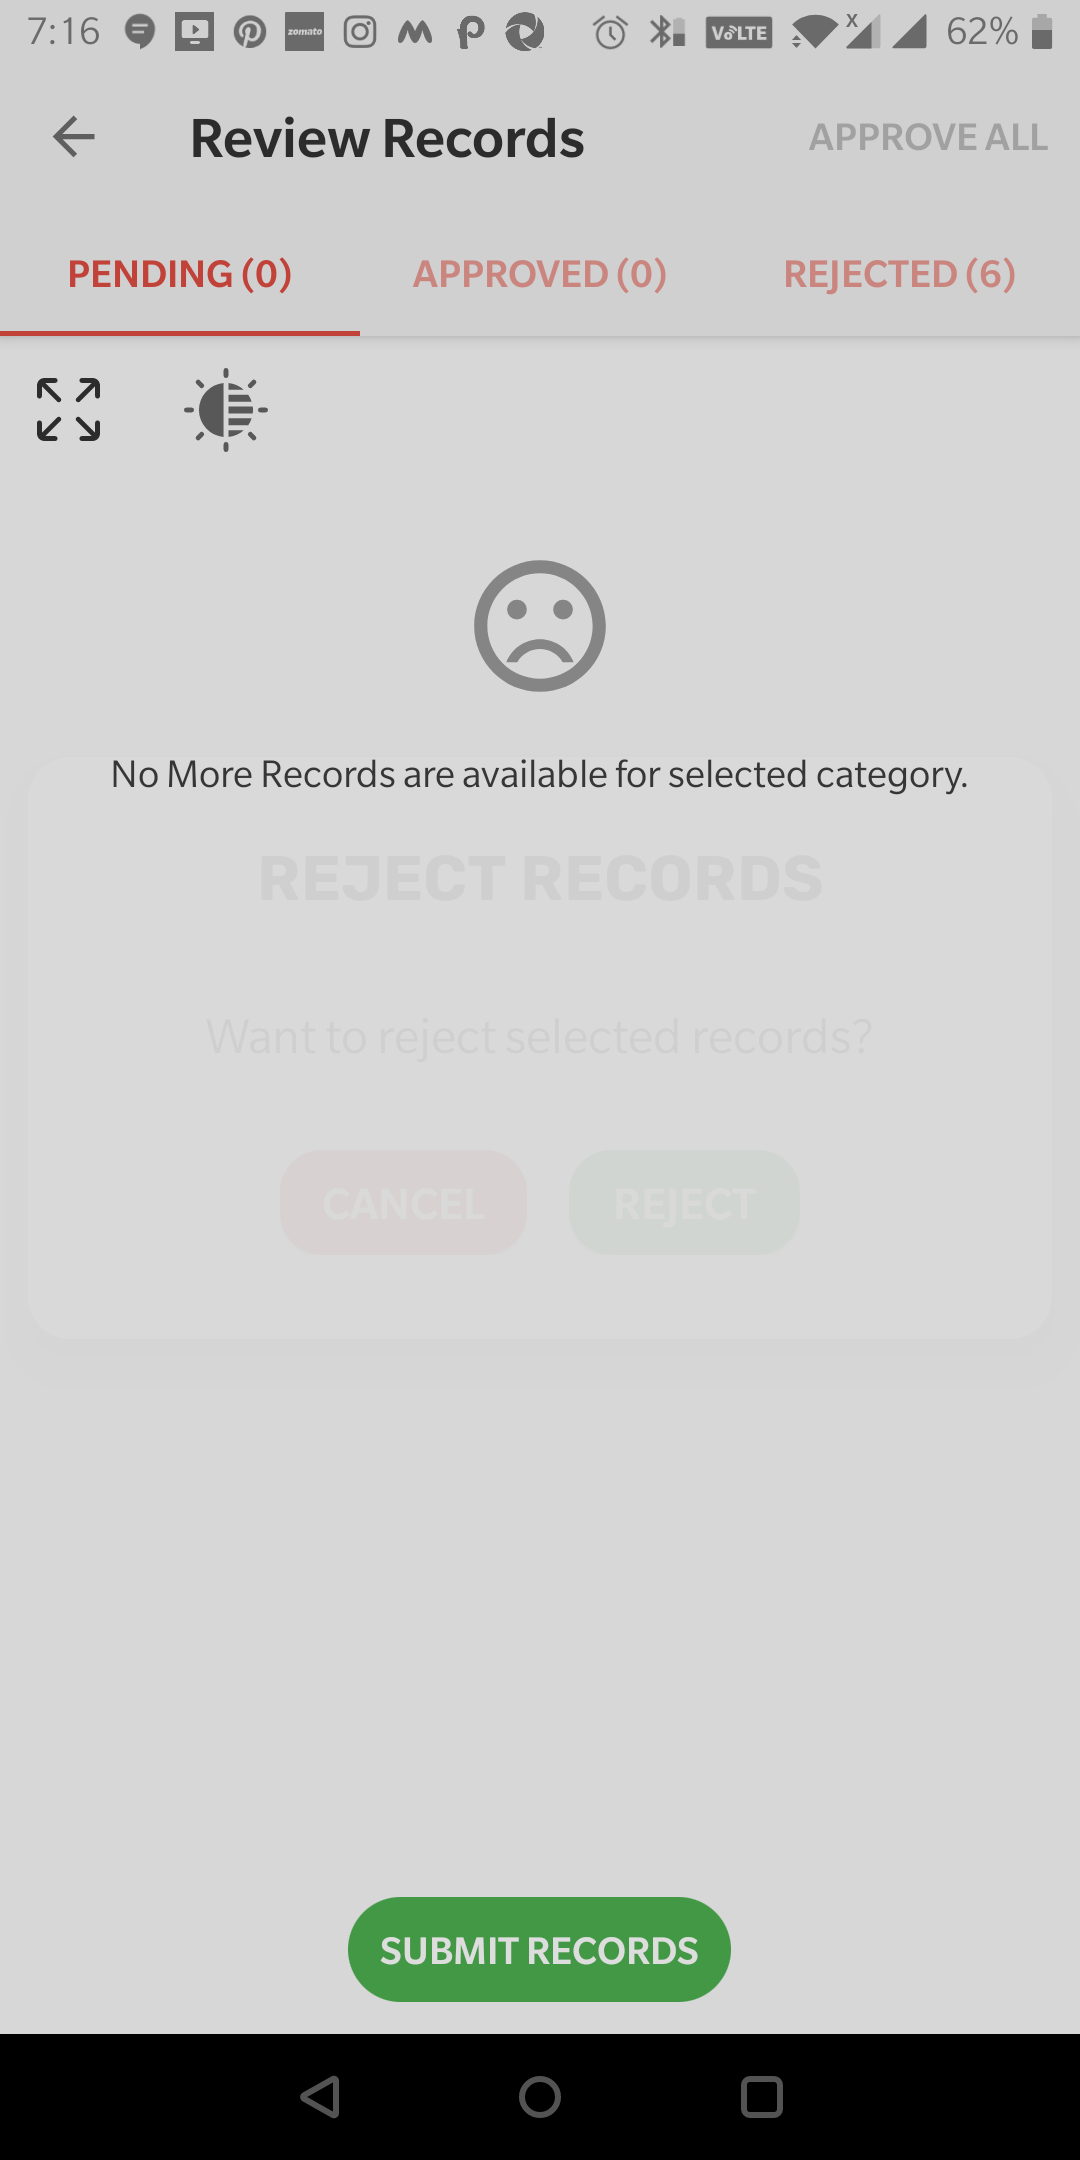 7:16
zomato
VoLTE
x
62%
Review Records
APPROVE ALL
PENDING (0)
APPROVED (0)
REJECTED (6)
No More Records are available for selected category.
REJECT RECORDS
Want to reject selected records?
CANCEL
REJECT
SUBMIT RECORDS